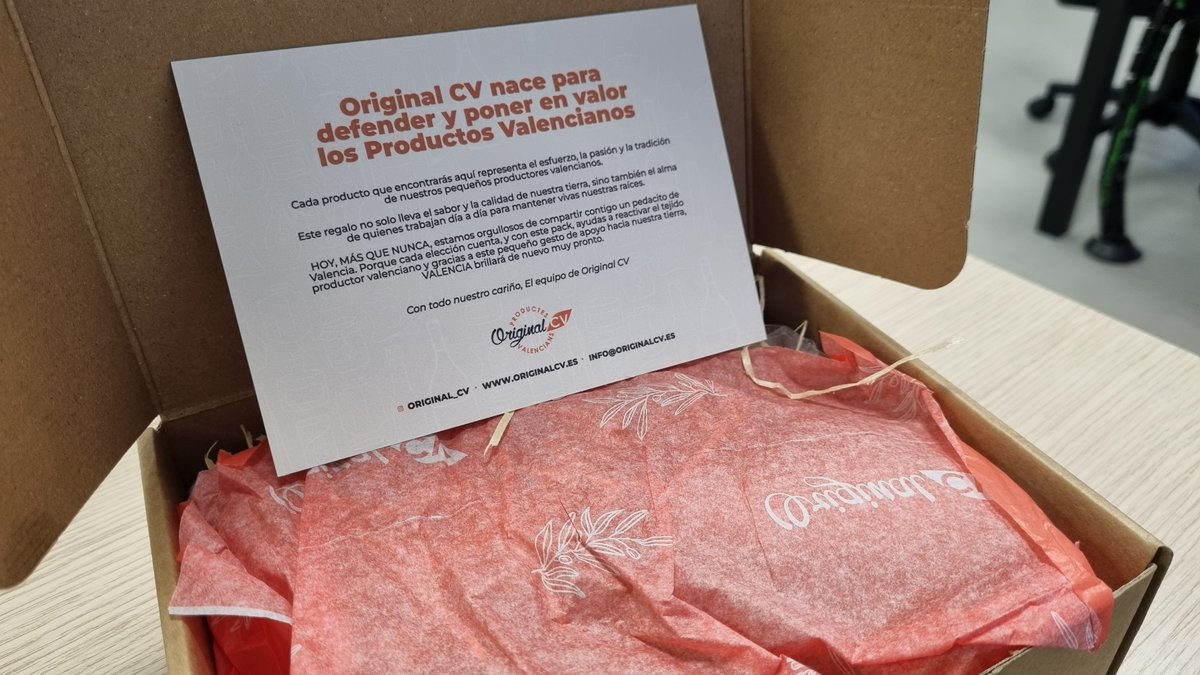 Original CV nace para
defender y poner en valor
los Productos Valencianos
Cada producto que encontrarás aquí representa el esfuerzo, la pasión y la tradición
de nuestros pequeños productores valencianos.
Este regalo no solo lleva el sabor y la calidad de nuestra tierra, sino también el alma
de quienes trabajan día a día para mantener vivas nuestras raíces.
HOY, MÁS QUE NUNCA, estamos orgullosos de compartir contigo un pedacito de
Valencia. Porque cada elección cuenta, y con este pack, ayudas a reactivar el tejido
productor valenciano y gracias a este pequeño gesto de apoyo hacia nuestra tierra,
VALENCIA brillará de nuevo muy pronto.
Con todo nuestro cariño, El equipo de Original CV
PRODUCTES
Original CV
VALENCIANS
ORIGINAL_CV · WWW.ORIGINALCV.ES · INFO@ORIGINALCV.ES
Original